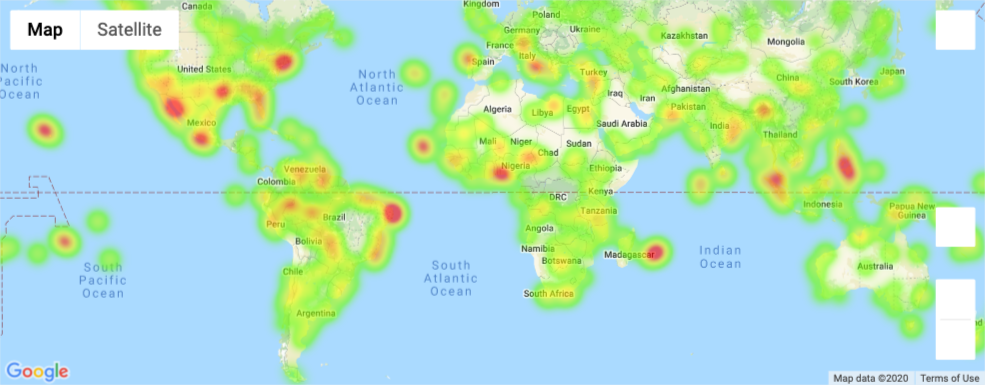 Map
Satellite
Canada
United States
Mexico
North
Pacific
Ocean
North
Atlantic
Ocean
Venezuela
Colombia
Peru
Brazil
Bolivia
Chile
Argentina
South
Pacific
Ocean
South
Atlantic
Ocean
Kingdom
Poland
Germany
Ukraine
France
Italy
Spain
Turkey
Kazakhstan
Mongolia
Afghanistan
Iraq
Iran
Pakistan
China
South Korea
Japan
Algeria
Libya
Egypt
Saudi Arabia
India
Thailand
Mali
Niger
Chad
Sudan
Nigeria
Ethiopia
DRC
Kenya
Tanzania
Angola
Namibia
Botswana
Madagascar
South Africa
Indian
Ocean
Indonesia
Papua New
Guinea
Australia
Google
Map data ©2020
Terms of Use